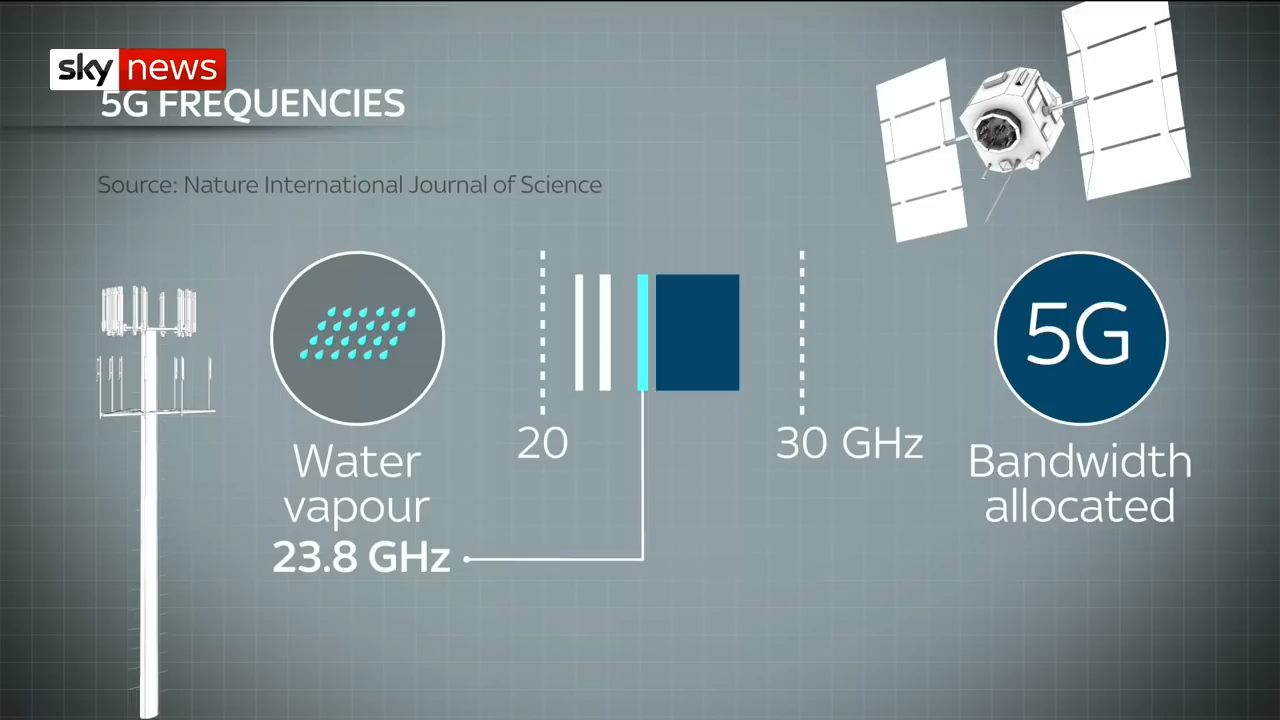 sky news
5G FREQUENCIES
Source: Nature International Journal of Science
20
30 GHz
Water
vapour
23.8 GHz
5G
Bandwidth
allocated